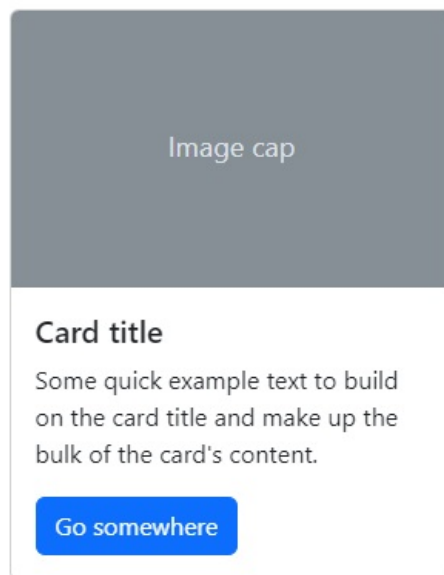 Image cap
Card title
Some quick example text to build
on the card title and make up the
bulk of the card's content.
Go somewhere